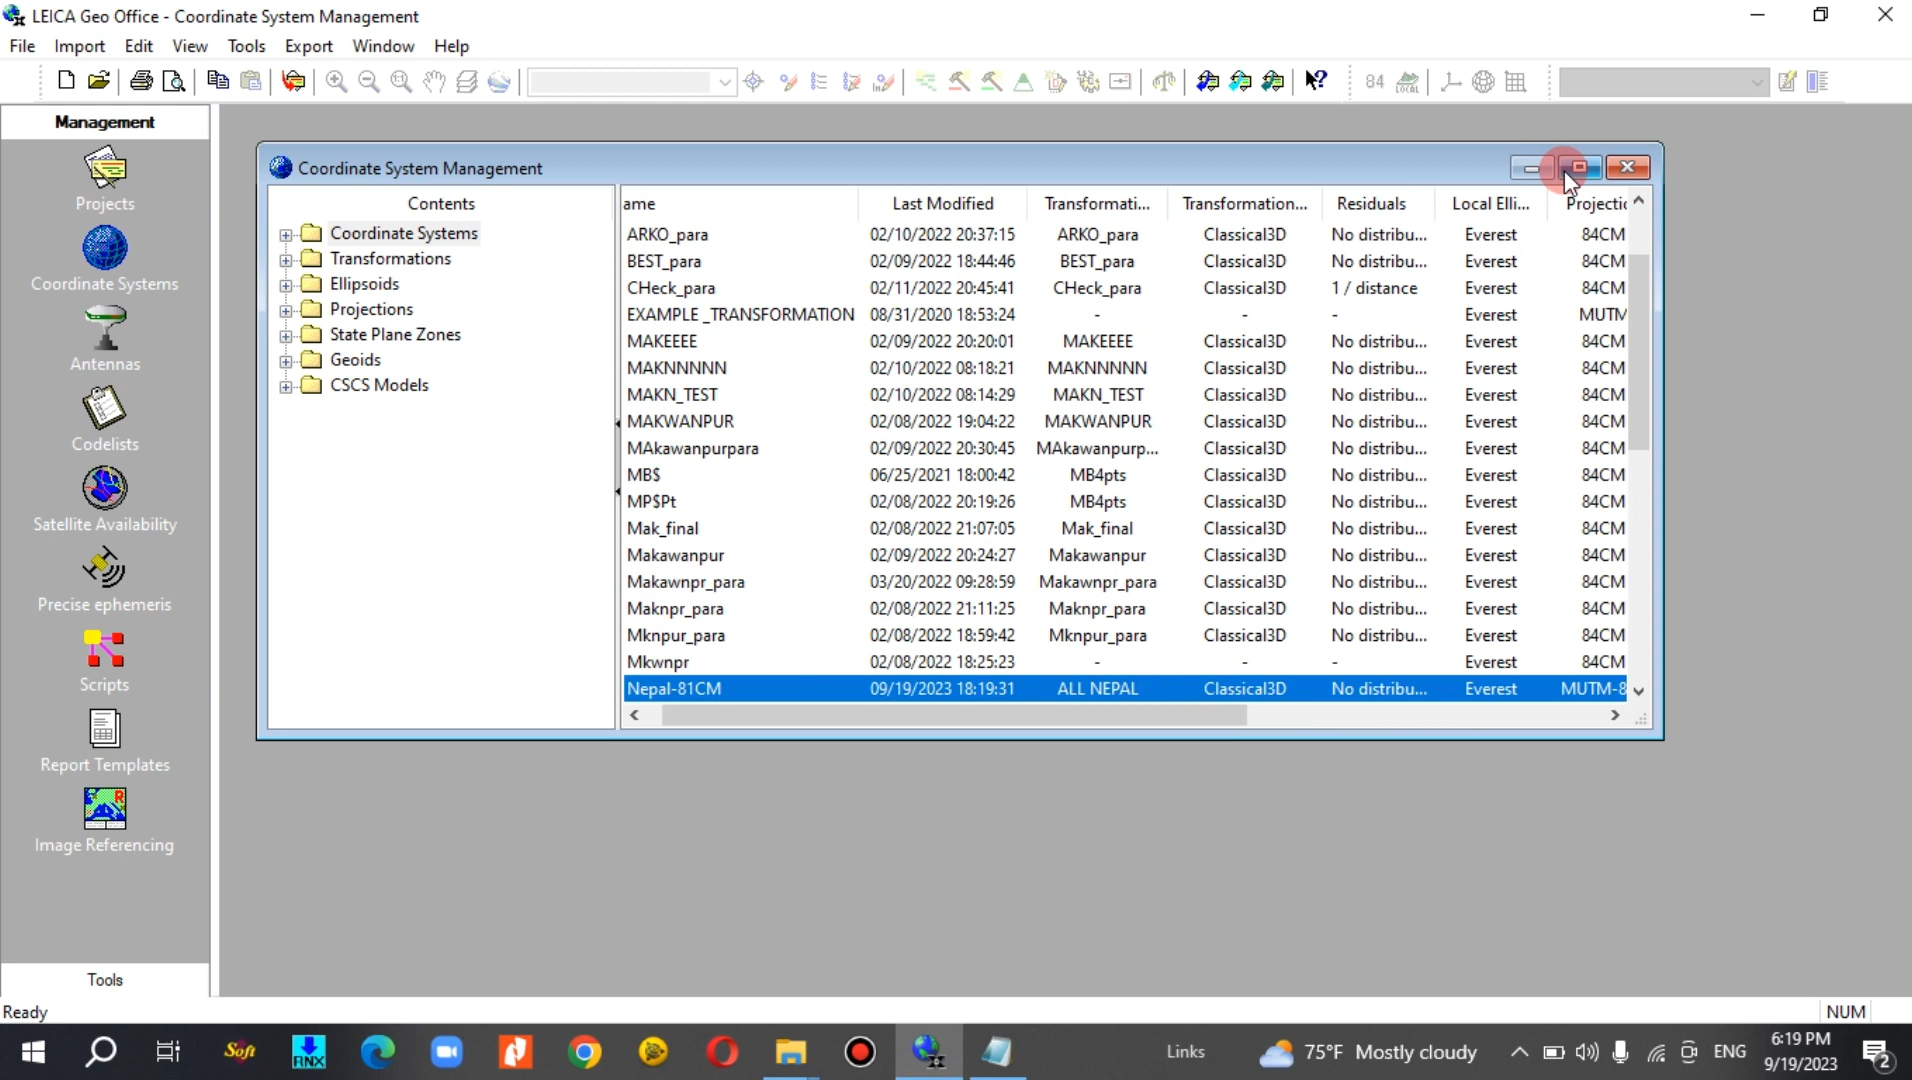 LEICA Geo Office - Coordinate System Management
File Import Edit View Tools Export Window Help
84 LOCAL
Management
Projects
Coordinate Systems
Antennas
Codelists
Satellite Availability
Precise ephemeris
Scripts
Report Templates
R
Image Referencing
Tools
Coordinate System Management
Contents
Coordinate Systems
Transformations
Ellipsoids
Projections
State Plane Zones
Geoids
CSCS Models
ame Last Modified Transformati... Transformation... Residuals Local Elli... Projectic
ARKO_para 02/10/2022 20:37:15 ARKO_para Classical3D No distribu... Everest 84CM
BEST_para 02/09/2022 18:44:46 BEST_para Classical3D No distribu... Everest 84CM
CHeck_para 02/11/2022 20:45:41 CHeck_para Classical3D 1 / distance Everest 84CM
EXAMPLE _TRANSFORMATION 08/31/2020 18:53:24 - - - Everest MUTM
MAKEEEE 02/09/2022 20:20:01 MAKEEEE Classical3D No distribu... Everest 84CM
MAKNNNNN 02/10/2022 08:18:21 MAKNNNNN Classical3D No distribu... Everest 84CM
MAKN_TEST 02/10/2022 08:14:29 MAKN_TEST Classical3D No distribu... Everest 84CM
MAKWANPUR 02/08/2022 19:04:22 MAKWANPUR Classical3D No distribu... Everest 84CM
MAkawanpurpara 02/09/2022 20:30:45 MAkawanpurp... Classical3D No distribu... Everest 84CM
MB$ 06/25/2021 18:00:42 MB4pts Classical3D No distribu... Everest 84CM
MP$Pt 02/08/2022 20:19:26 MB4pts Classical3D No distribu... Everest 84CM
Mak_final 02/08/2022 21:07:05 Mak_final Classical3D No distribu... Everest 84CM
Makawanpur 02/09/2022 20:24:27 Makawanpur Classical3D No distribu... Everest 84CM
Makawnpr_para 03/20/2022 09:28:59 Makawnpr_para Classical3D No distribu... Everest 84CM
Maknpr_para 02/08/2022 21:11:25 Maknpr_para Classical3D No distribu... Everest 84CM
Mknpur_para 02/08/2022 18:59:42 Mknpur_para Classical3D No distribu... Everest 84CM
Mkwnpr 02/08/2022 18:25:23 - - - Everest 84CM
Nepal-81CM 09/19/2023 18:19:31 ALL NEPAL Classical3D No distribu... Everest MUTM-8
Ready NUM
Soft RNX Links 75°F Mostly cloudy ENG 6:19 PM
9/19/2023
2